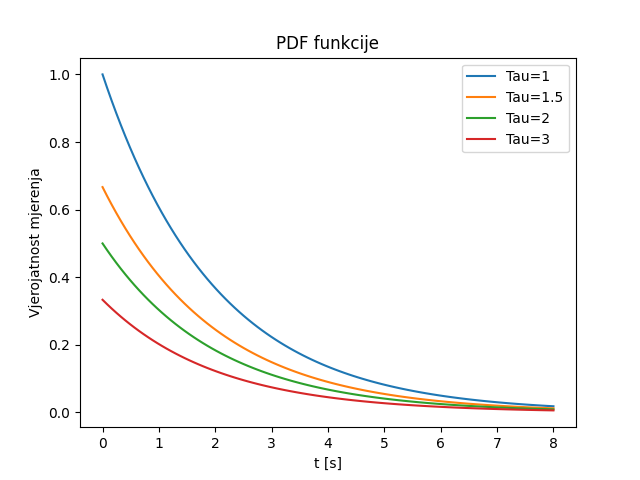 PDF funkcije
Vjerojatnost mjerenja
1.0
0.8
0.6
0.4
0.2
0.0
Tau=1
Tau=1.5
Tau=2
Tau=3
0 1 2 3 4 5 6 7 8
t [s]